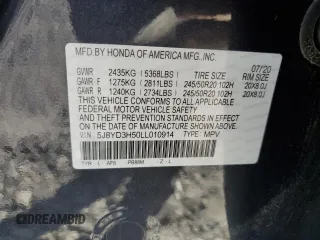 MFD.BY HONDA OF AMERICA MFG.,INC.
07/20
GVWR 2435KG 5368LBS TIRE SIZE RIM SIZE
GAWR F 1275KG 2811LBS 245/50R20 102H 20X8.0J
GAWR R 1240KG 2734LBS 245/50R20 102H 20X8.0J
THIS VEHICLE CONFORMS TO ALL APPLICABLE
FEDERAL MOTOR VEHICLE SAFETY, BUMPER,
AND THEFT PREVENTION STANDARDS IN EFFECT
ON THE DATE OF MANUFACTURE SHOWN ABOVE.
V.I.N. 5J8YD3H50LL010914 TYPE: MPV